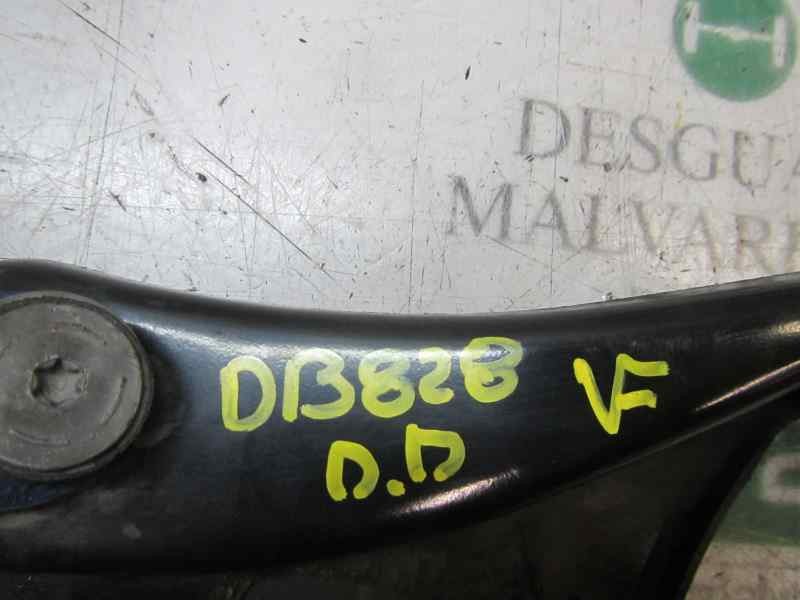 DESGUA
MALVAR
DB828 VF
D.D